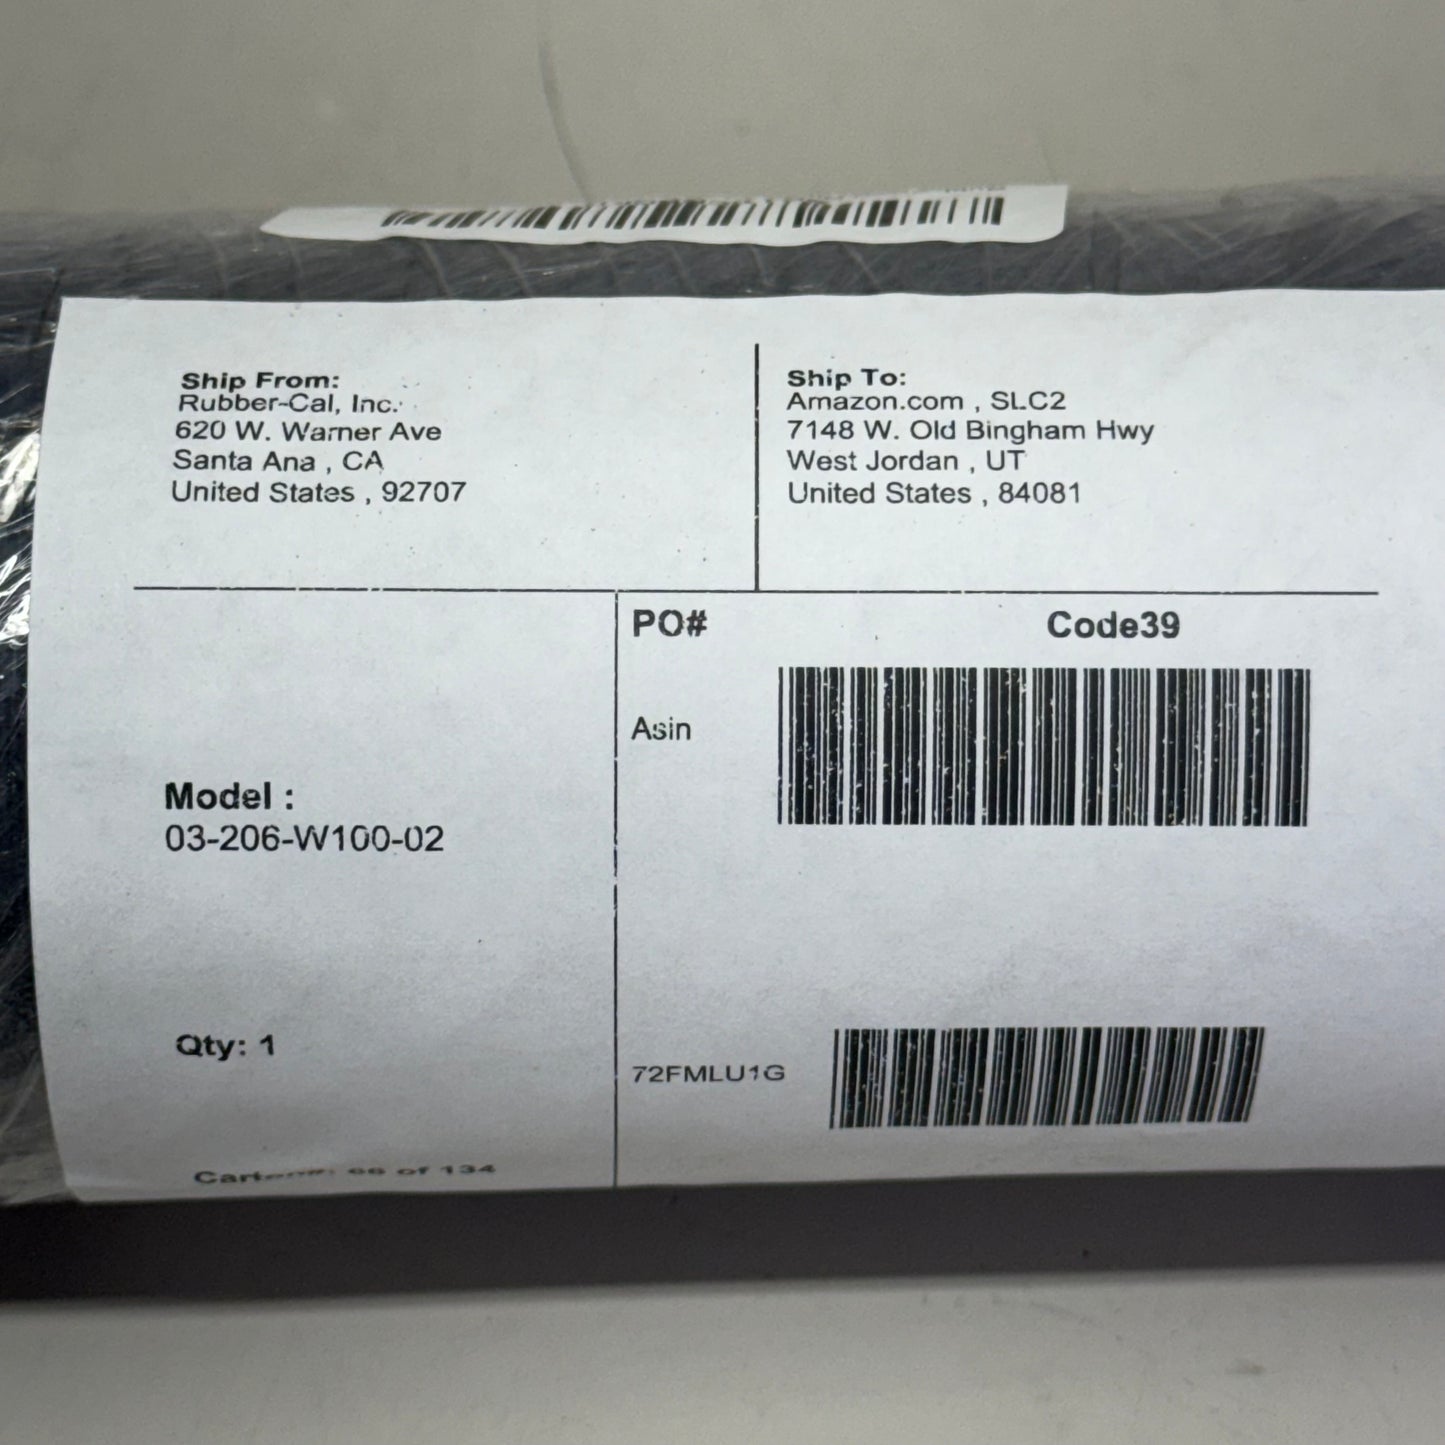 Ship From:
Rubber-Cal, Inc.
620 W. Warner Ave
Santa Ana , CA
United States , 92707
Ship To:
Amazon.com , SLC2
7148 W. Old Bingham Hwy
West Jordan , UT
United States , 84081
Model :
03-206-W100-02
Qty: 1
of 134
PO# Code39
Asin
72FMLU1G